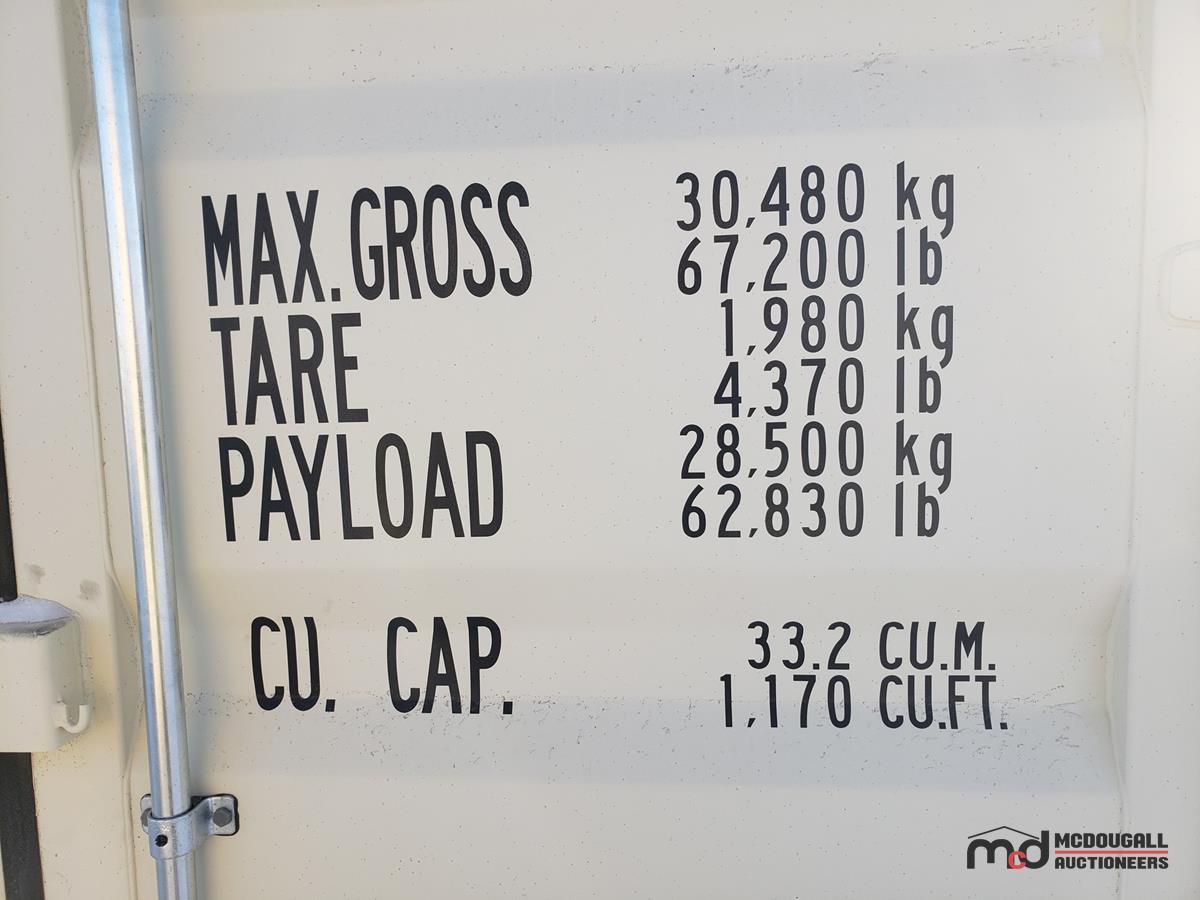 MAX.GROSS 30,480 kg
67,200 lb
TARE 1,980 kg
4,370 lb
PAYLOAD 28,500 kg
62,830 lb
CU. CAP. 33.2 CU.M.
1,170 CU.FT.
mcd MCDOUGALL
AUCTIONEERS